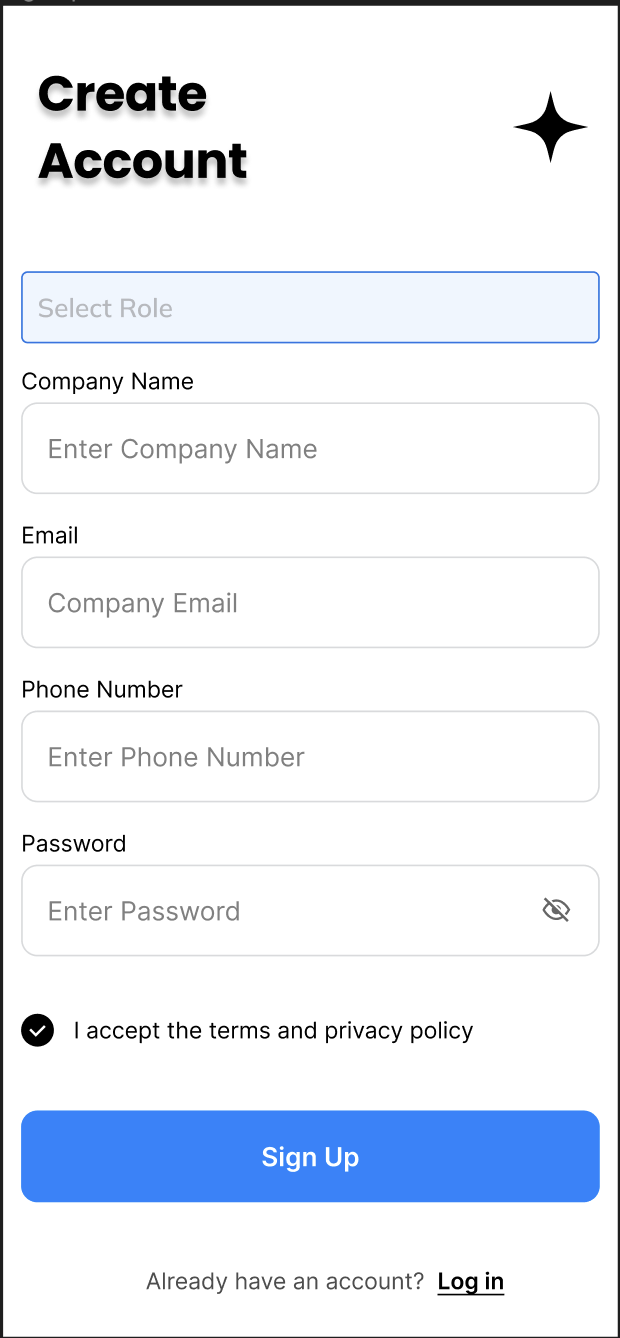 Create
Account
Select Role
Company Name
Enter Company Name
Email
Company Email
Phone Number
Enter Phone Number
Password
Enter Password
I accept the terms and privacy policy
Sign Up
Already have an account? Log in